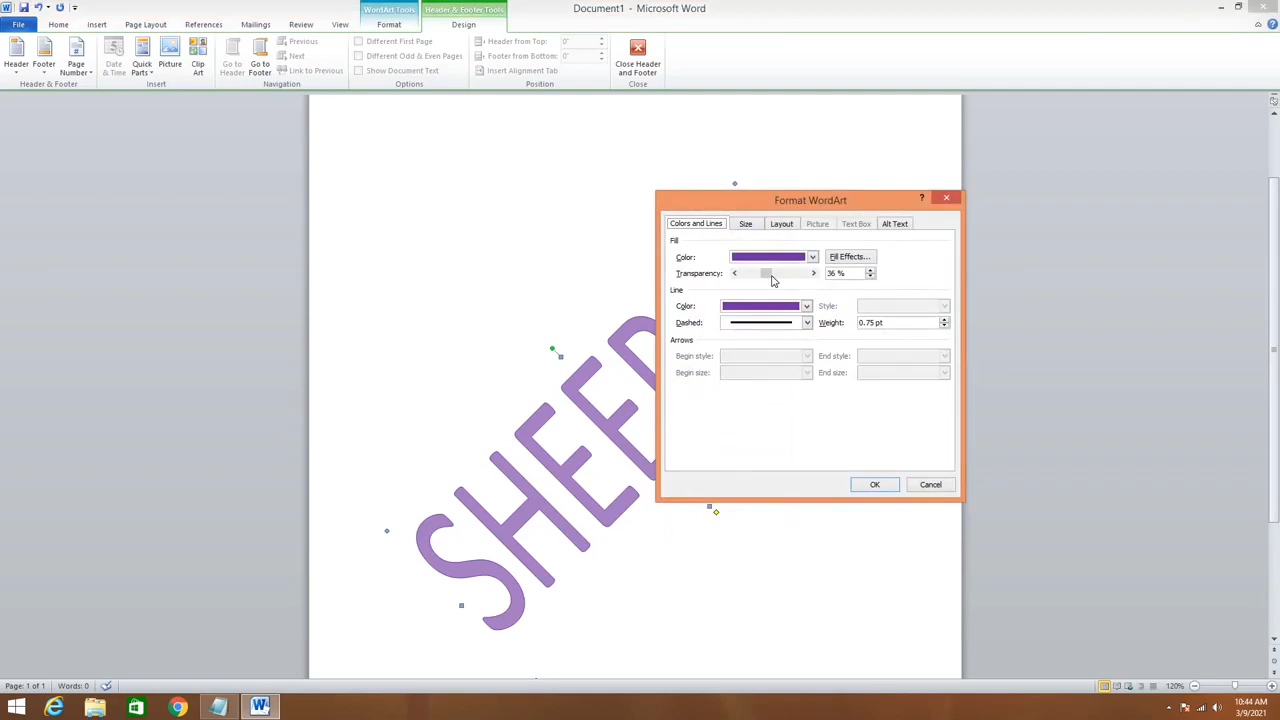 WordArt Tools Header & Footer Tools Document1 - Microsoft Word
File Home Insert Page Layout References Mailings Review View Format Design
Header Footer Page Number Date & Time Quick Parts Picture Clip Art Go to Header Go to Footer Previous Next Link to Previous Different First Page Different Odd & Even Pages Show Document Text Header from Top: 0" Footer from Bottom: 0" Insert Alignment Tab Close Header and Footer
Header & Footer Insert Navigation Options Position Close
Format WordArt ?
Colors and Lines Size Layout Picture Text Box Alt Text
Fill
Color: Fill Effects...
Transparency: 36 %
Line
Color: Style:
Dashed: Weight: 0.75 pt
Arrows
Begin style: End style:
Begin size: End size:
OK Cancel
Page: 1 of 1 Words: 0 120%
10:44 AM
3/9/2021